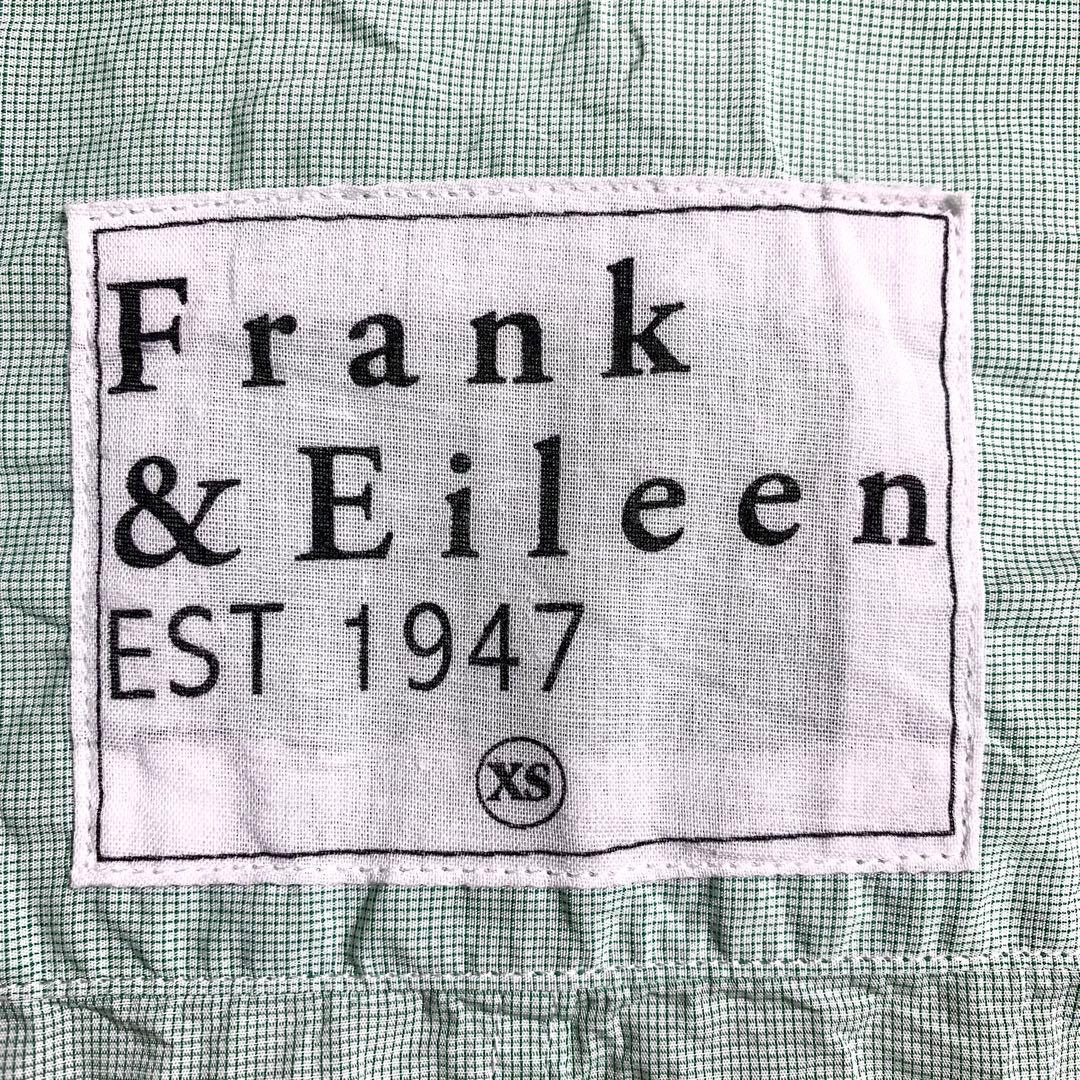 Frank
& Eileen
EST 1947
XS